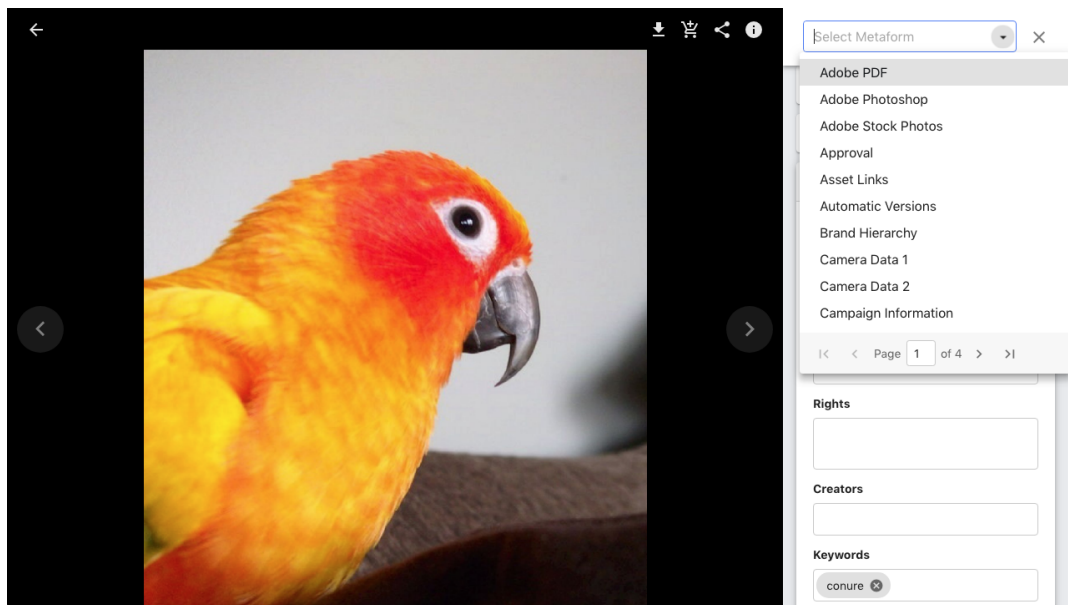 Select Metaform
Adobe PDF
Adobe Photoshop
Adobe Stock Photos
Approval
Asset Links
Automatic Versions
Brand Hierarchy
Camera Data 1
Camera Data 2
Campaign Information
Page 1 of 4
Rights
Creators
Keywords
conure